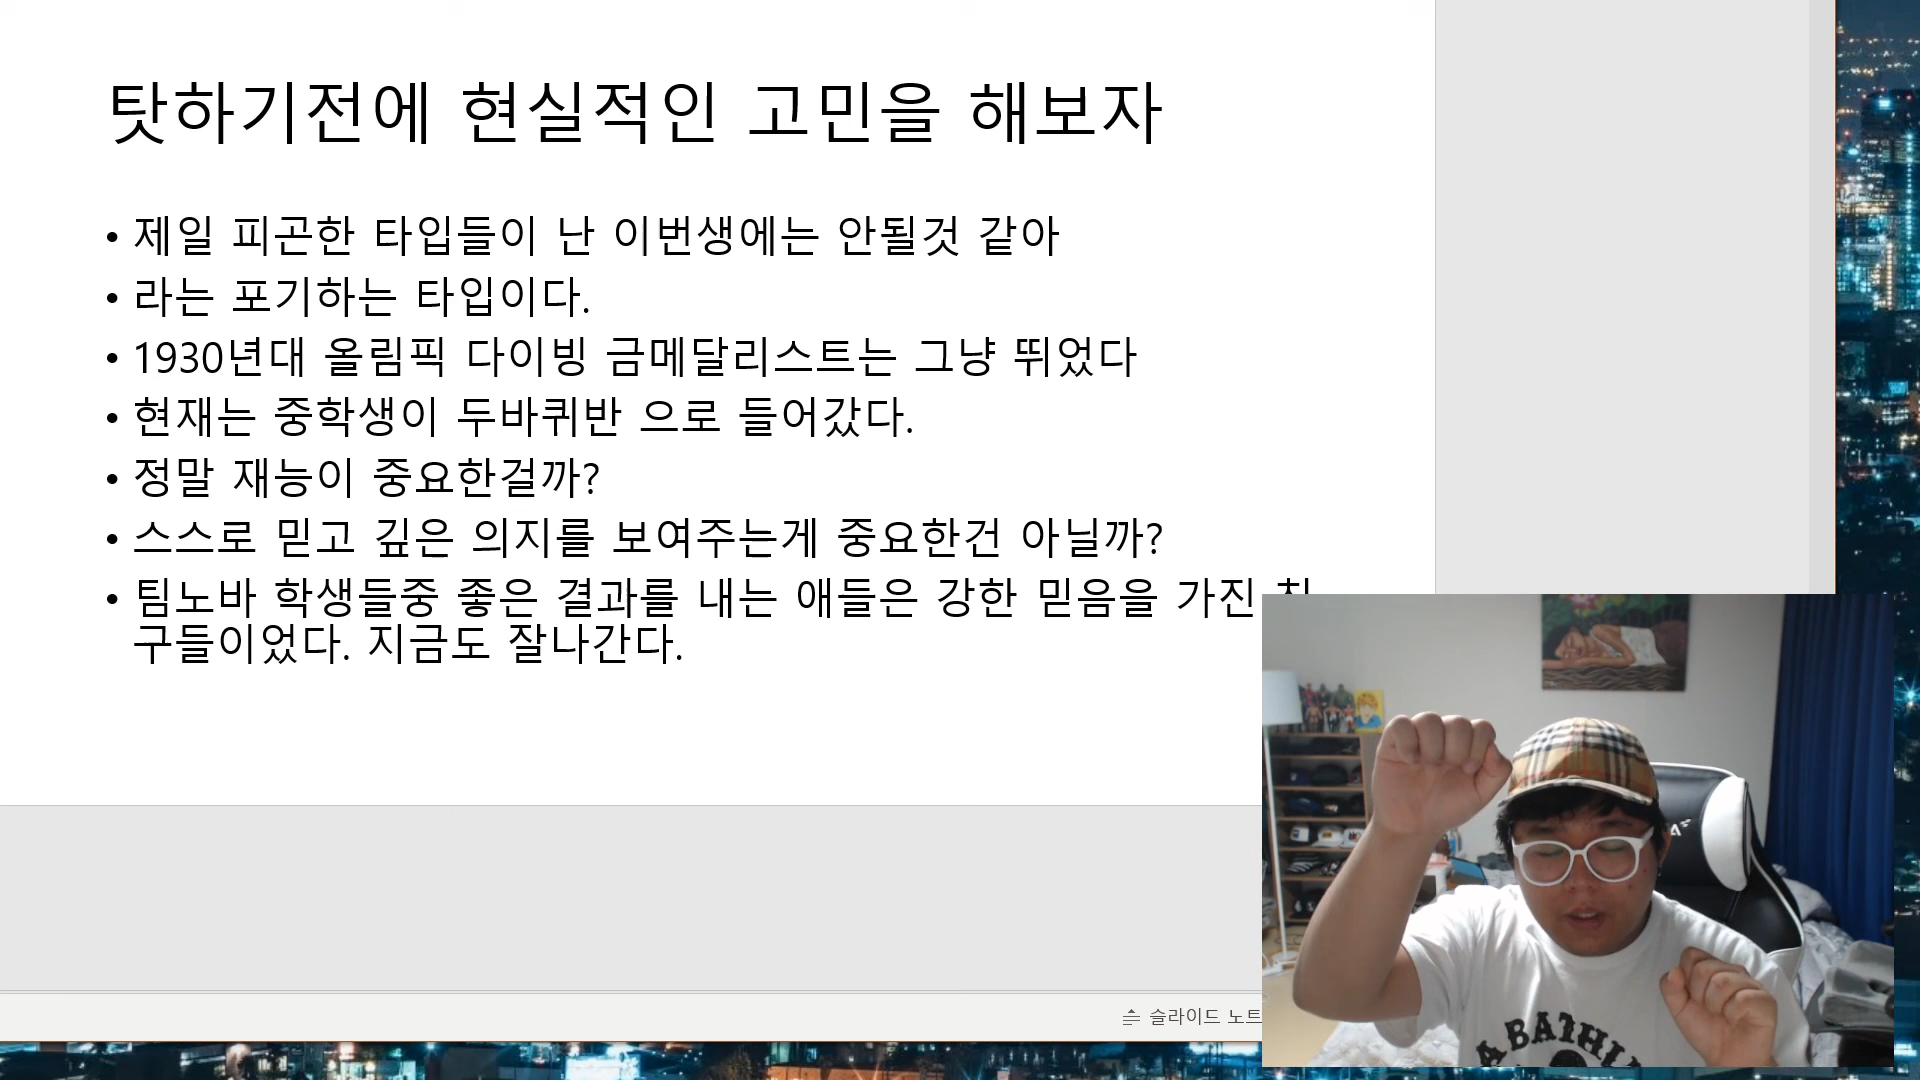 탓하기전에 현실적인 고민을 해보자
• 제일 피곤한 타입들이 난 이번생에는 안될것 같아
• 라는 포기하는 타입이다.
• 1930년대 올림픽 다이빙 금메달리스트는 그냥 뛰었다
• 현재는 중학생이 두바퀴반 으로 들어갔다.
• 정말 재능이 중요한걸까?
• 스스로 믿고 깊은 의지를 보여주는게 중요한건 아닐까?
• 팀노바 학생들중 좋은 결과를 내는 애들은 강한 믿음을 가진 친
구들이었다. 지금도 잘나간다.
슬라이드 노트